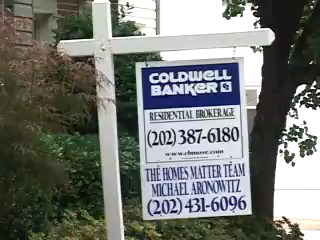 COLDWELL
BANKER
RESIDENTIAL BROKERAGE
(202) 387-6180
www.cbmove.com
THE HOMES MATTER TEAM
MICHAEL ARONOWITZ
(202) 431-6096